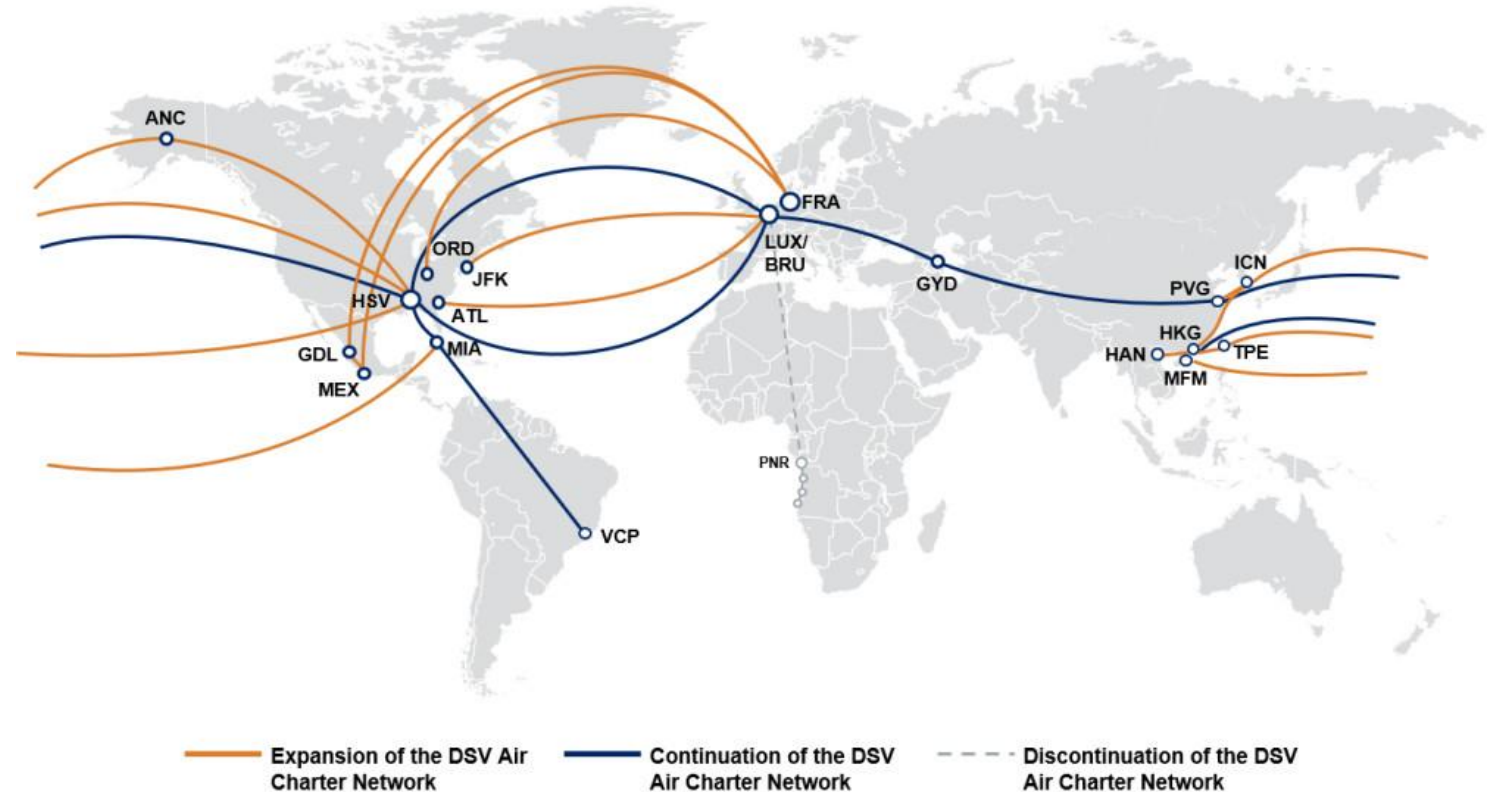 ANC
FRA
ORD
LUX/
BRU
ICN
JFK
GYD
PVG
HSV
ATL
HKG
MIA
GDL
HAN
TPE
MEX
MFM
PNR
VCP
Expansion of the DSV Air
Charter Network
Continuation of the DSV
Air Charter Network
Discontinuation of the DSV
Air Charter Network